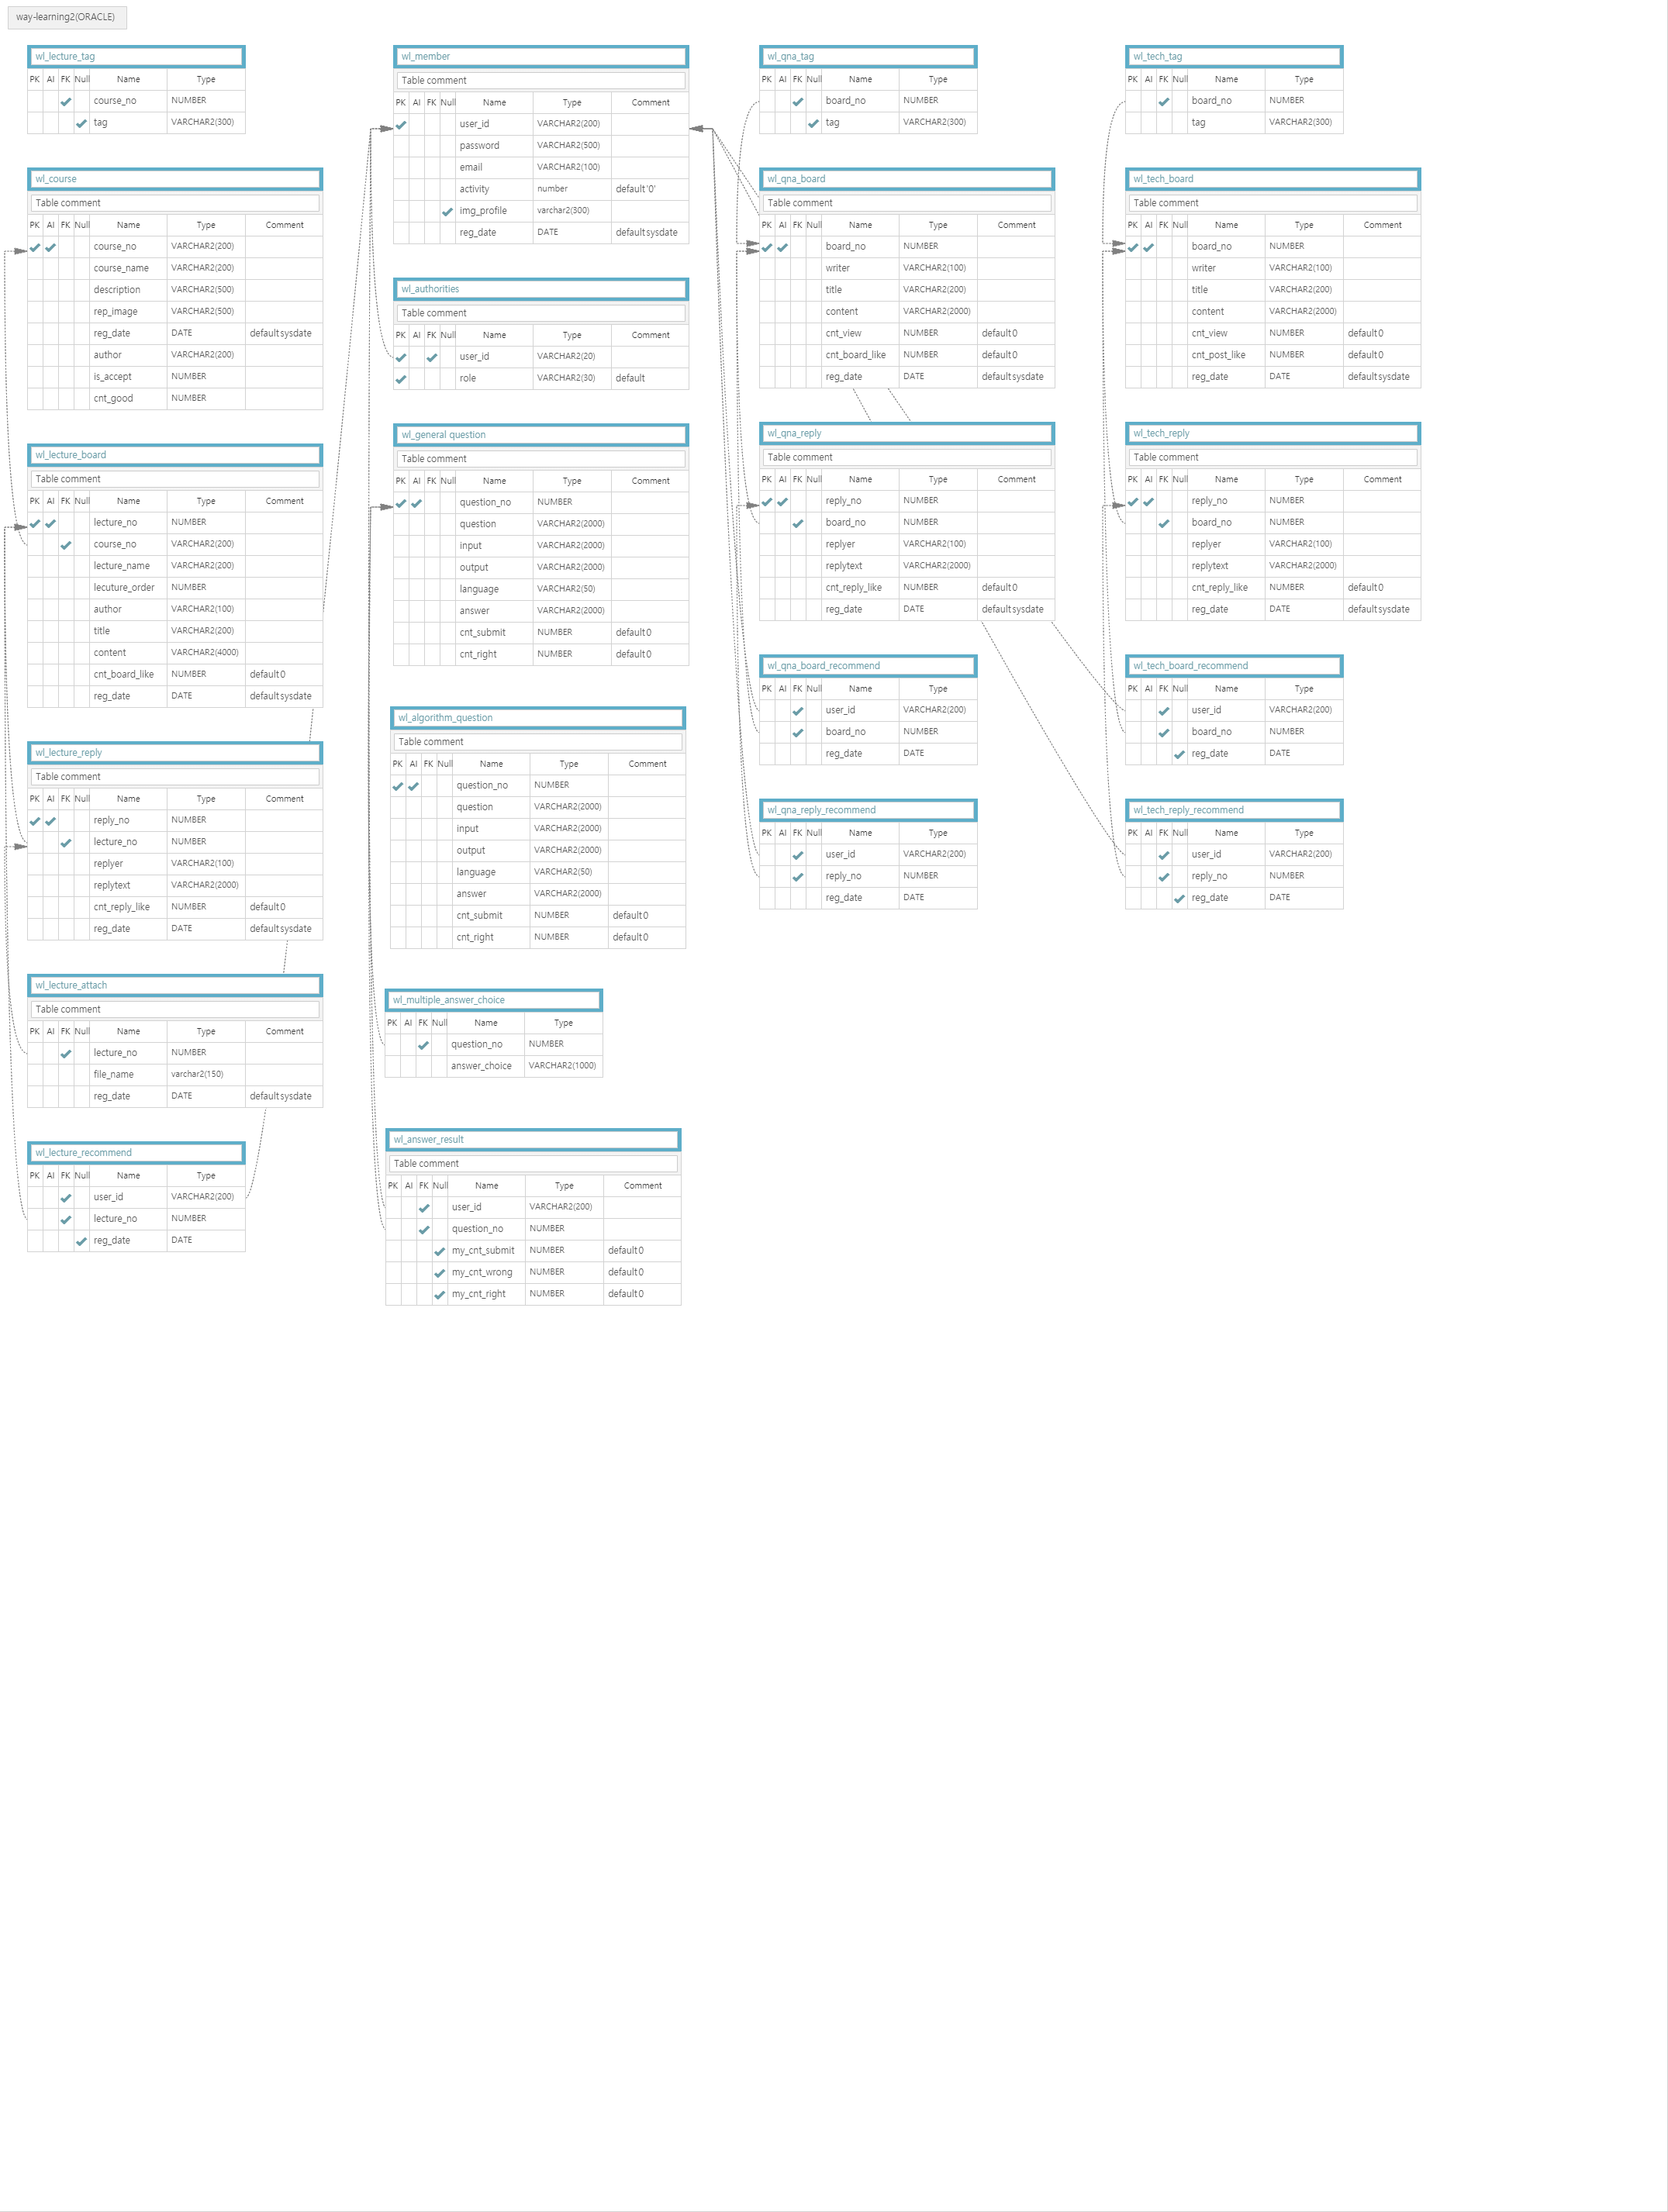 way-learning2(ORACLE)
wl_lecture_tag
PK AI FK Null Name Type
course_no NUMBER
tag VARCHAR2(300)
wl_course
Table comment
PK AI FK Null Name Type Comment
course_no VARCHAR2(200)
course_name VARCHAR2(200)
description VARCHAR2(500)
rep_image VARCHAR2(500)
reg_date DATE default sysdate
author VARCHAR2(200)
is_accept NUMBER
cnt_good NUMBER
wl_lecture_board
Table comment
PK AI FK Null Name Type Comment
lecture_no NUMBER
course_no VARCHAR2(200)
lecture_name VARCHAR2(200)
lecuture_order NUMBER
author VARCHAR2(100)
title VARCHAR2(200)
content VARCHAR2(4000)
cnt_board_like NUMBER default 0
reg_date DATE default sysdate
wl_lecture_reply
Table comment
PK AI FK Null Name Type Comment
reply_no NUMBER
lecture_no NUMBER
replyer VARCHAR2(100)
replytext VARCHAR2(2000)
cnt_reply_like NUMBER default 0
reg_date DATE default sysdate
wl_lecture_attach
Table comment
PK AI FK Null Name Type Comment
lecture_no NUMBER
file_name varchar2(150)
reg_date DATE default sysdate
wl_lecture_recommend
PK AI FK Null Name Type
user_id VARCHAR2(200)
lecture_no NUMBER
reg_date DATE
wl_member
Table comment
PK AI FK Null Name Type Comment
user_id VARCHAR2(200)
password VARCHAR2(500)
email VARCHAR2(100)
activity number default '0'
img_profile varchar2(300)
reg_date DATE default sysdate
wl_authorities
Table comment
PK AI FK Null Name Type Comment
user_id VARCHAR2(20)
role VARCHAR2(30) default
wl_general question
Table comment
PK AI FK Null Name Type Comment
question_no NUMBER
question VARCHAR2(2000)
input VARCHAR2(2000)
output VARCHAR2(2000)
language VARCHAR2(50)
answer VARCHAR2(2000)
cnt_submit NUMBER default 0
cnt_right NUMBER default 0
wl_algorithm_question
Table comment
PK AI FK Null Name Type Comment
question_no NUMBER
question VARCHAR2(2000)
input VARCHAR2(2000)
output VARCHAR2(2000)
language VARCHAR2(50)
answer VARCHAR2(2000)
cnt_submit NUMBER default 0
cnt_right NUMBER default 0
wl_multiple_answer_choice
PK AI FK Null Name Type
question_no NUMBER
answer_choice VARCHAR2(1000)
wl_answer_result
Table comment
PK AI FK Null Name Type Comment
user_id VARCHAR2(200)
question_no NUMBER
my_cnt_submit NUMBER default 0
my_cnt_wrong NUMBER default 0
my_cnt_right NUMBER default 0
wl_qna_tag
PK AI FK Null Name Type
board_no NUMBER
tag VARCHAR2(300)
wl_qna_board
Table comment
PK AI FK Null Name Type Comment
board_no NUMBER
writer VARCHAR2(100)
title VARCHAR2(200)
content VARCHAR2(2000)
cnt_view NUMBER default 0
cnt_board_like NUMBER default 0
reg_date DATE default sysdate
wl_qna_reply
Table comment
PK AI FK Null Name Type Comment
reply_no NUMBER
board_no NUMBER
replyer VARCHAR2(100)
replytext VARCHAR2(2000)
cnt_reply_like NUMBER default 0
reg_date DATE default sysdate
wl_qna_board_recommend
PK AI FK Null Name Type
user_id VARCHAR2(200)
board_no NUMBER
reg_date DATE
wl_qna_reply_recommend
PK AI FK Null Name Type
user_id VARCHAR2(200)
reply_no NUMBER
reg_date DATE
wl_tech_tag
PK AI FK Null Name Type
board_no NUMBER
tag VARCHAR2(300)
wl_tech_board
Table comment
PK AI FK Null Name Type Comment
board_no NUMBER
writer VARCHAR2(100)
title VARCHAR2(200)
content VARCHAR2(2000)
cnt_view NUMBER default 0
cnt_post_like NUMBER default 0
reg_date DATE default sysdate
wl_tech_reply
Table comment
PK AI FK Null Name Type Comment
reply_no NUMBER
board_no NUMBER
replyer VARCHAR2(100)
replytext VARCHAR2(2000)
cnt_reply_like NUMBER default 0
reg_date DATE default sysdate
wl_tech_board_recommend
PK AI FK Null Name Type
user_id VARCHAR2(200)
board_no NUMBER
reg_date DATE
wl_tech_reply_recommend
PK AI FK Null Name Type
user_id VARCHAR2(200)
reply_no NUMBER
reg_date DATE